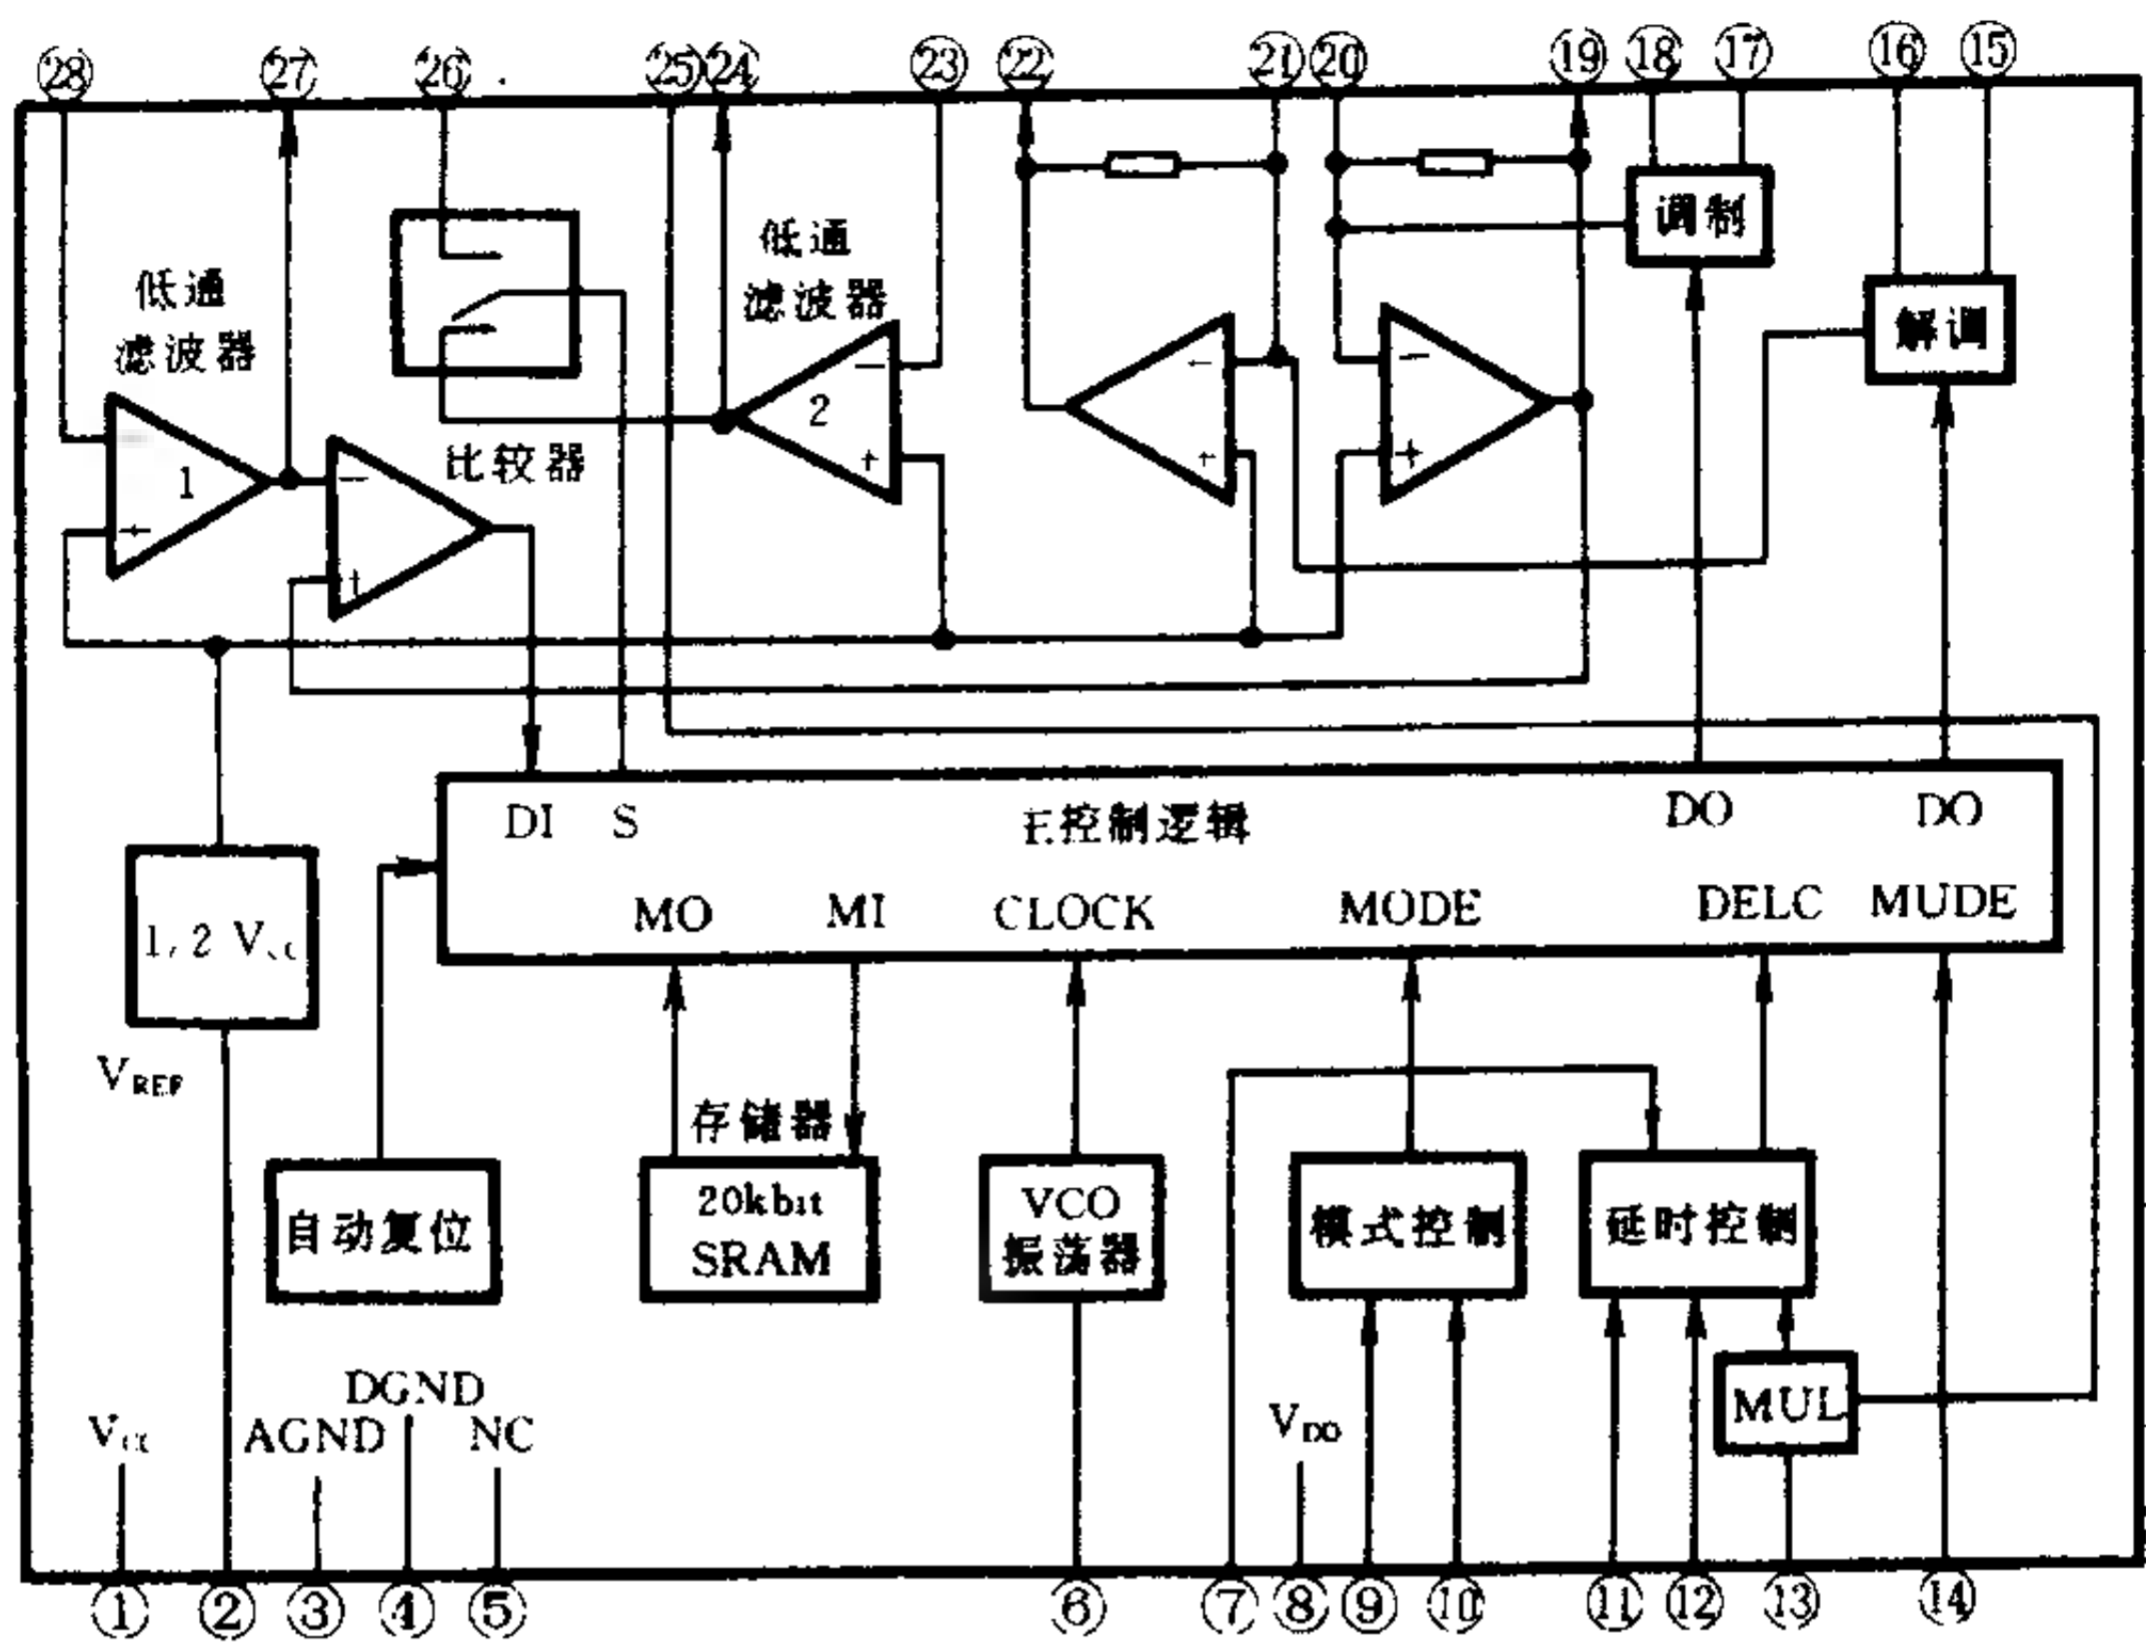 ㉘ ㉗ ㉖ ㉕ ㉔ ㉓ ㉒ ㉑ ⑳ ⑲ ⑱ ⑰ ⑯ ⑮
调制
低通
滤波器
低通
滤波器
解调
−
−
−
−
2
+
+
+
比较器
1
−
+
+
DI S 主控制逻辑 DO DO
MO MI CLOCK MODE DELC MUDE
VREF
存储器
自动复位
20kbit
SRAM
VCO
振荡器
模式控制
延时控制
DGND
VCC AGND NC
VDD
MUL
① ② ③ ④ ⑤ ⑥ ⑦ ⑧ ⑨ ⑩ ⑪ ⑫ ⑬ ⑭